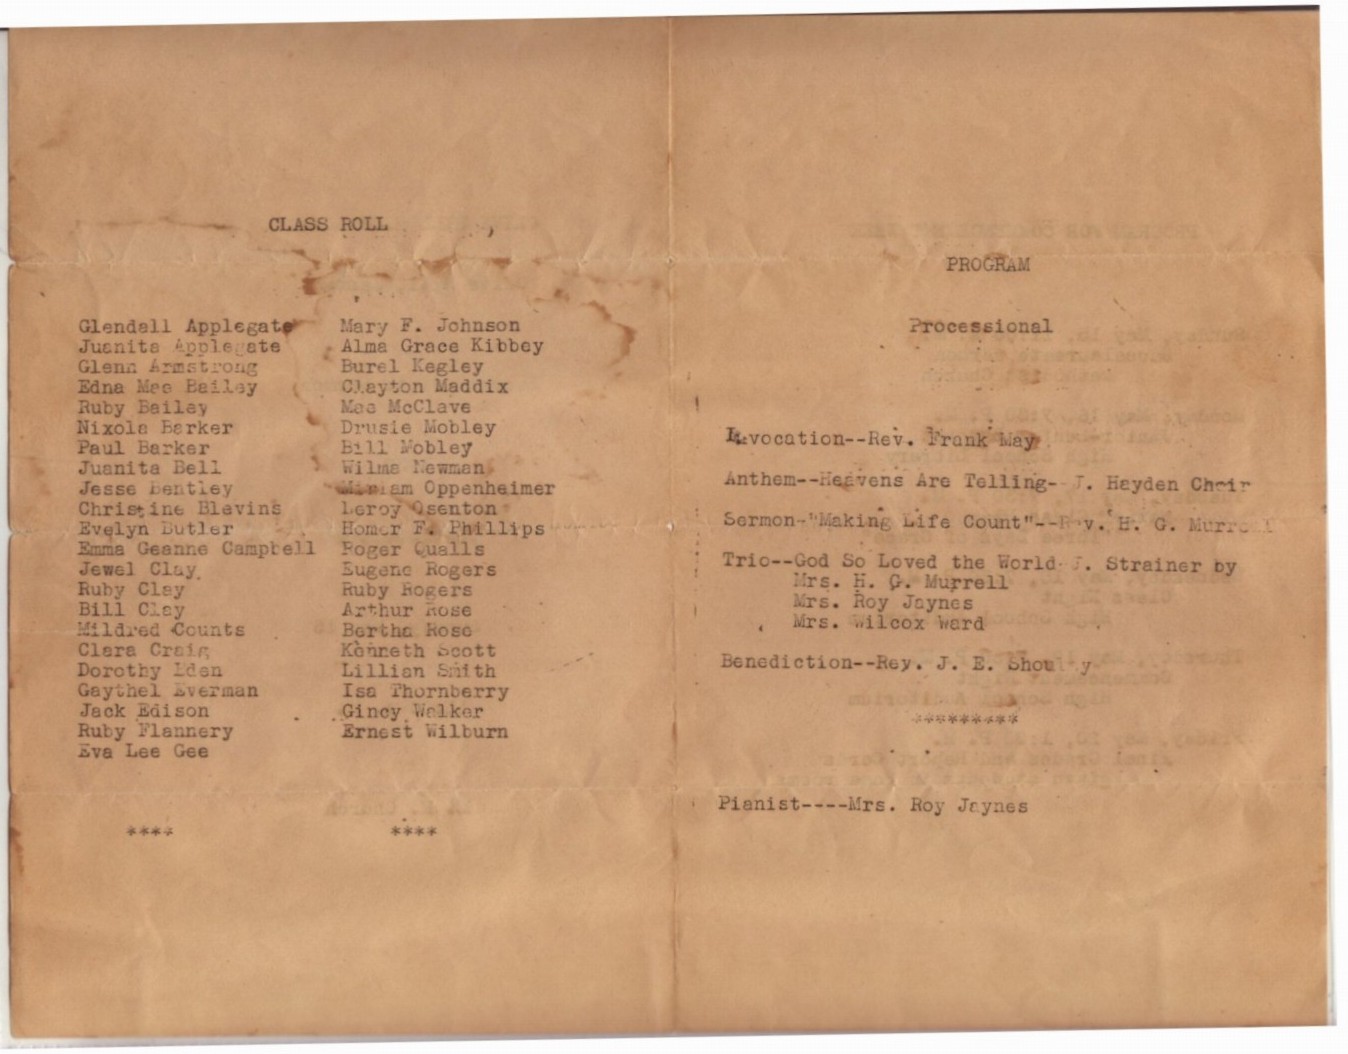 CLASS ROLL
Glendell Applegate
Juanita Applegate
Glenn Armstrong
Edna Mae Bailey
Ruby Bailey
Nixola Barker
Paul Barker
Juanita Bell
Jesse Bentley
Christine Blevins
Evelyn Butler
Emma Geanne Campbell
Jewel Clay
Ruby Clay
Bill Clay
Mildred Counts
Clara Craig
Dorothy Eden
Gaythel Everman
Jack Edison
Ruby Flannery
Eva Lee Gee
****
Mary F. Johnson
Alma Grace Kibbey
Burel Kegley
Clayton Maddix
Mae McClave
Drusie Mobley
Bill Mobley
Wilma Newman
Miriam Oppenheimer
Leroy Osenton
Homer F. Phillips
Roger Qualls
Eugene Rogers
Ruby Rogers
Arthur Rose
Bertha Rose
Kenneth Scott
Lillian Smith
Isa Thornberry
Gincy Walker
Ernest Wilburn
****
PROGRAM
Processional
Invocation--Rev. Frank May
Anthem--Heavens Are Telling--J. Hayden Choir
Sermon-"Making Life Count"--Rev. H. G. Murrell
Trio--God So Loved the World-J. Strainer by
Mrs. H. G. Murrell
Mrs. Roy Jaynes
Mrs. Wilcox Ward
Benediction--Rev. J. E.
*********
Pianist----Mrs. Roy Jaynes